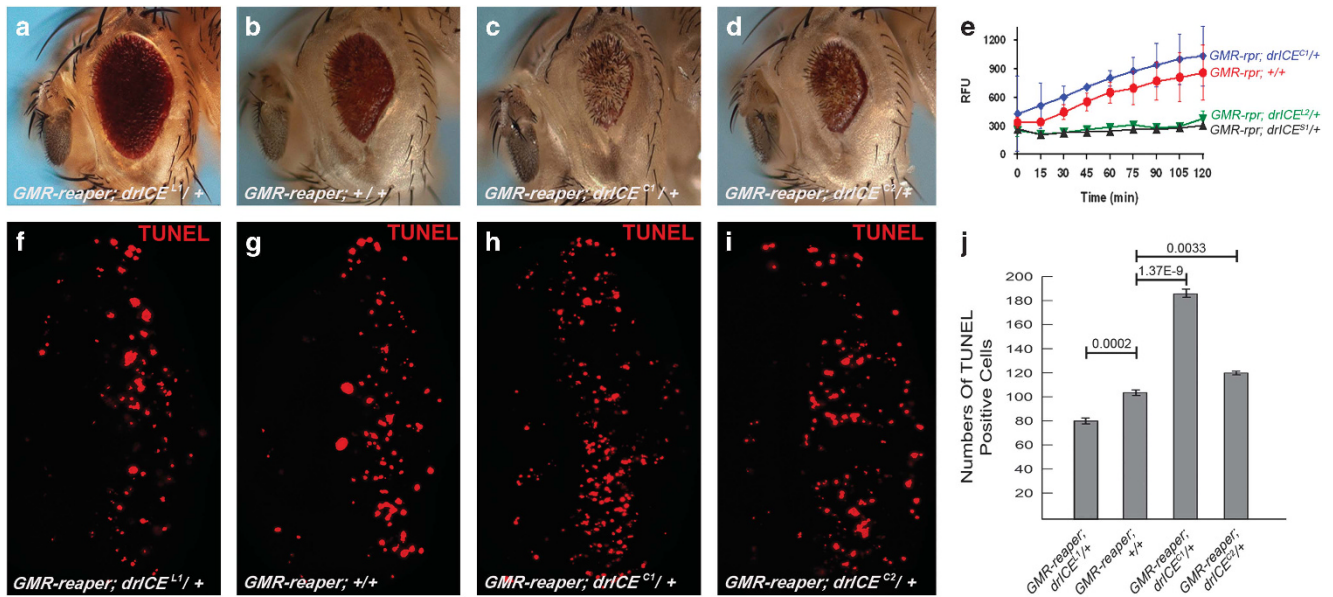 a
GMR-reaper; drICE L1/ +
b
GMR-reaper; +/ +
c
GMR-reaper; drICE C1/ +
d
GMR-reaper; drICE C2/+
e
1200
900
600
300
0
RFU
0 15 30 45 60 75 90 105 120
Time (min)
GMR-rpr; drICE C1/+
GMR-rpr; +/+
GMR-rpr; drICE L2/+
GMR-rpr; drICE S1/+
f
TUNEL
GMR-reaper; drICE L1/ +
g
TUNEL
GMR-reaper; +/+
h
TUNEL
GMR-reaper; drICE C1/ +
i
TUNEL
GMR-reaper; drICE C2/ +
j
0.0033
1.37E-9
0.0002
200
180
160
140
120
100
80
60
40
20
Numbers Of TUNEL
Positive Cells
GMR-reaper;
drICE L1/+
GMR-reaper;
+/+
GMR-reaper;
drICE C1/+
GMR-reaper;
drICE C2/+